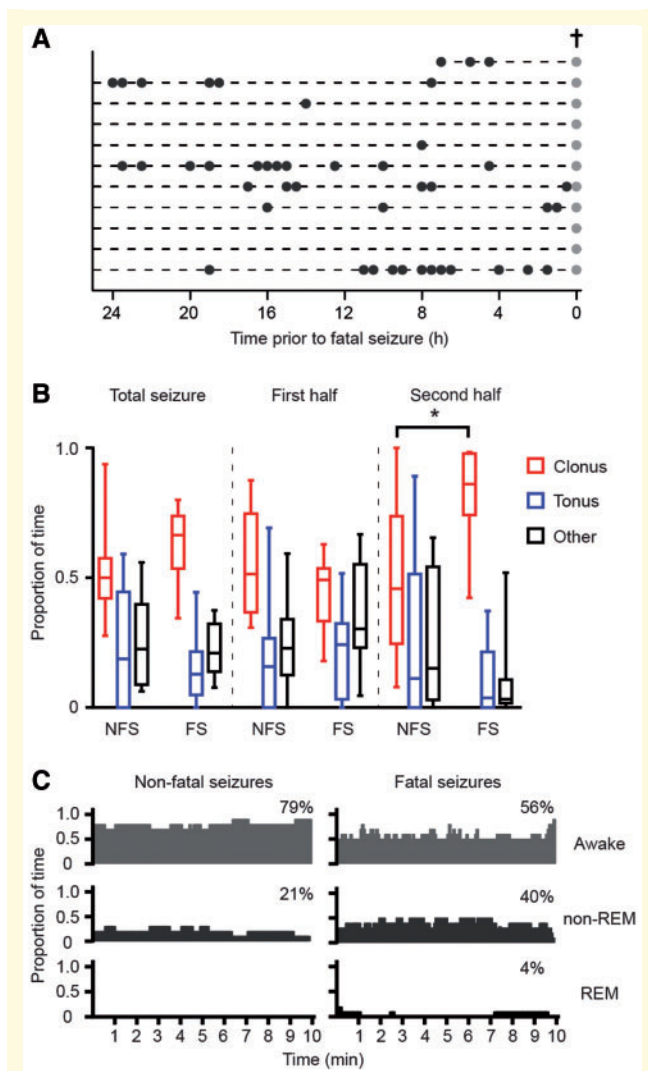 A
†
24 20 16 12 8 4 0
Time prior to fatal seizure (h)
B
Total seizure First half Second half
*
1.0
0.5
0
Proportion of time
Clonus
Tonus
Other
NFS FS NFS FS NFS FS
C
Non-fatal seizures Fatal seizures
Proportion of time
1.0
0.5
0
79% 56%
Awake
1.0
0.5
0
21% 40%
non-REM
1.0
0.5
0
4%
REM
1 2 3 4 5 6 7 8 9 10 1 2 3 4 5 6 7 8 9 10
Time (min)